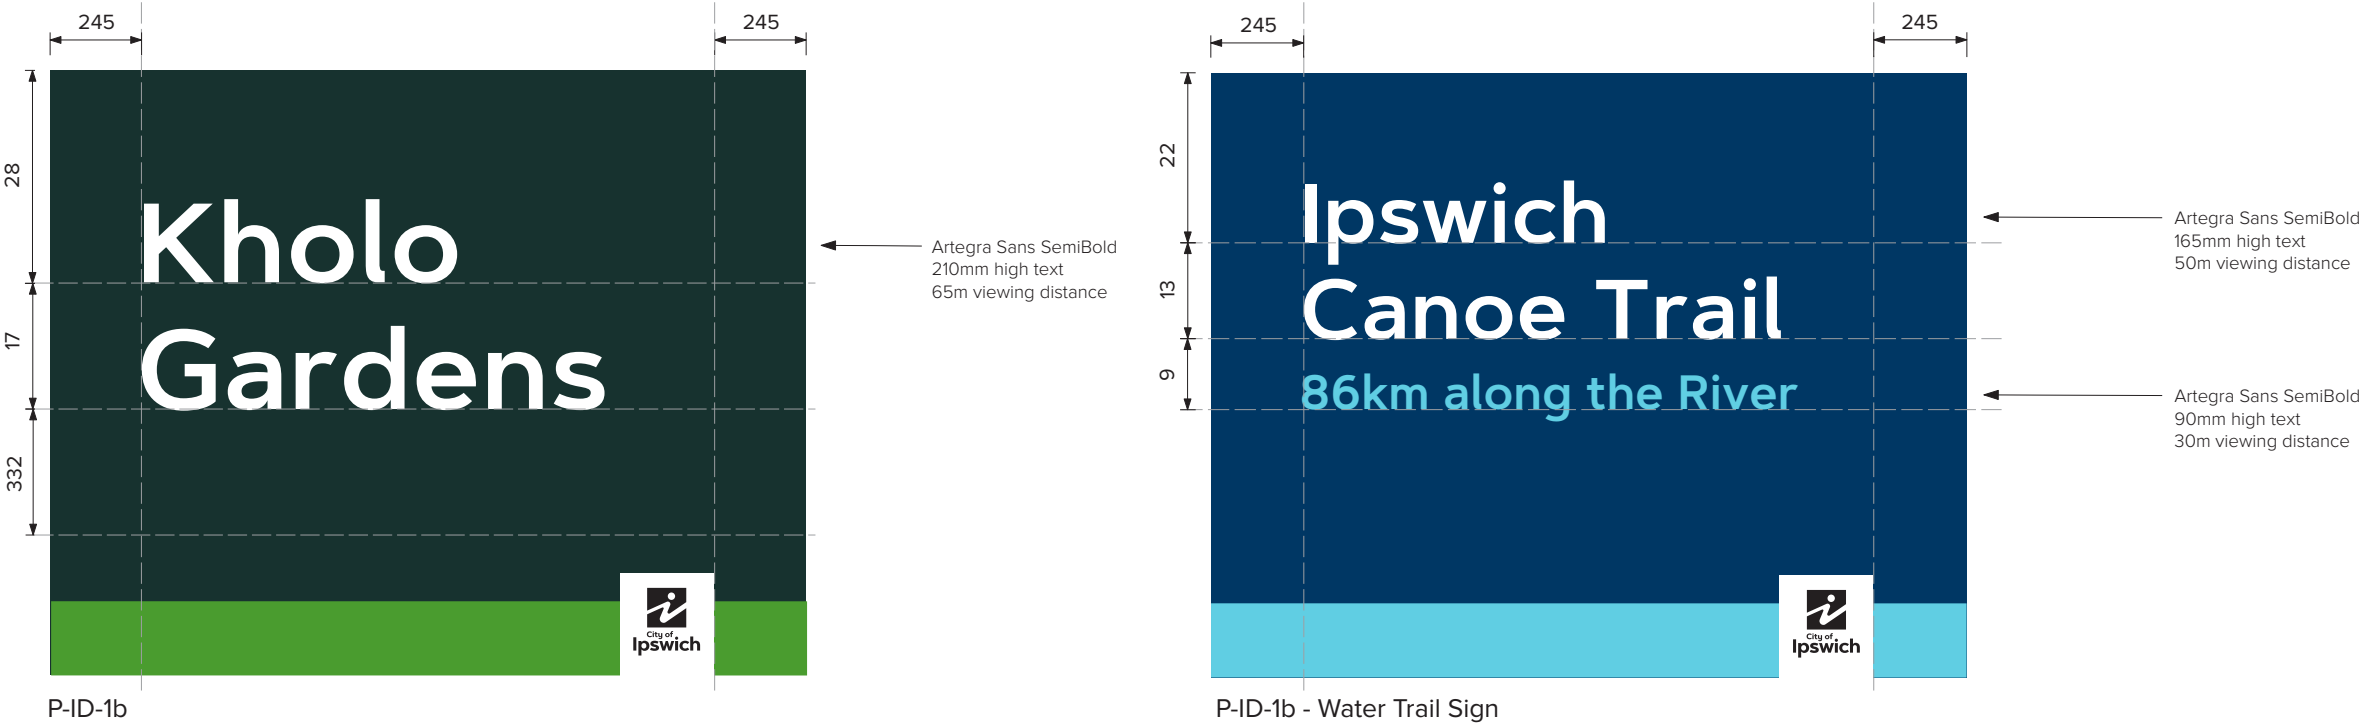 245
245
28
17
332
Kholo
Gardens
City of
Ipswich
Artegra Sans SemiBold
210mm high text
65m viewing distance
P-ID-1b
245
245
22
13
9
Ipswich
Canoe Trail
86km along the River
City of
Ipswich
Artegra Sans SemiBold
165mm high text
50m viewing distance
Artegra Sans SemiBold
90mm high text
30m viewing distance
P-ID-1b - Water Trail Sign